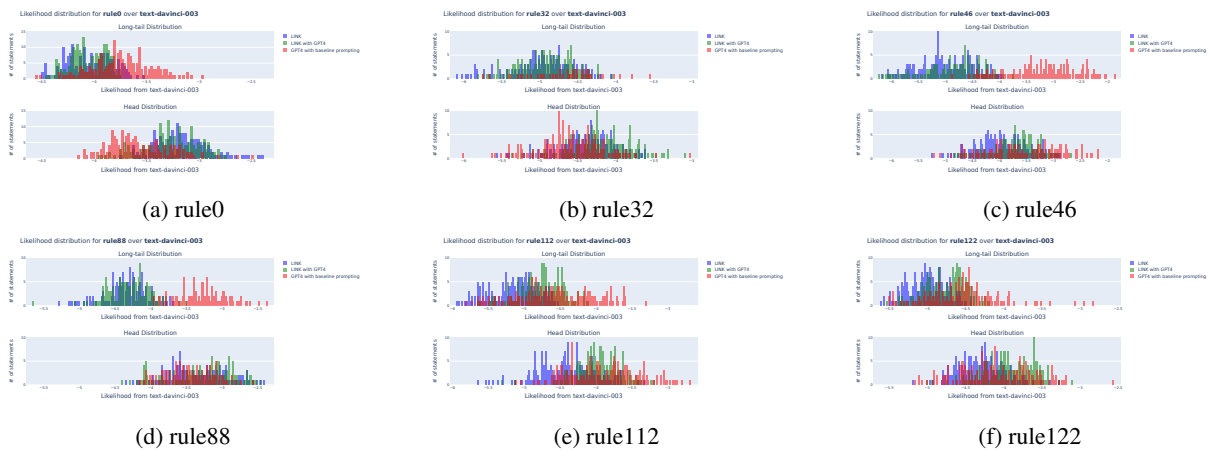 Likelihood distribution for rule0 over text-davinci-003
Long-tail Distribution
# of statements
Likelihood from text-davinci-003
Head Distribution
# of statements
Likelihood from text-davinci-003
LINK
LINK with GPT4
GPT4 with baseline prompting
(a) rule0
Likelihood distribution for rule32 over text-davinci-003
Long-tail Distribution
# of statements
Likelihood from text-davinci-003
Head Distribution
# of statements
Likelihood from text-davinci-003
LINK
LINK with GPT4
GPT4 with baseline prompting
(b) rule32
Likelihood distribution for rule46 over text-davinci-003
Long-tail Distribution
# of statements
Likelihood from text-davinci-003
Head Distribution
# of statements
Likelihood from text-davinci-003
LINK
LINK with GPT4
GPT4 with baseline prompting
(c) rule46
Likelihood distribution for rule88 over text-davinci-003
Long-tail Distribution
# of statements
Likelihood from text-davinci-003
Head Distribution
# of statements
Likelihood from text-davinci-003
LINK
LINK with GPT4
GPT4 with baseline prompting
(d) rule88
Likelihood distribution for rule112 over text-davinci-003
Long-tail Distribution
# of statements
Likelihood from text-davinci-003
Head Distribution
# of statements
Likelihood from text-davinci-003
LINK
LINK with GPT4
GPT4 with baseline prompting
(e) rule112
Likelihood distribution for rule122 over text-davinci-003
Long-tail Distribution
# of statements
Likelihood from text-davinci-003
Head Distribution
# of statements
Likelihood from text-davinci-003
LINK
LINK with GPT4
GPT4 with baseline prompting
(f) rule122